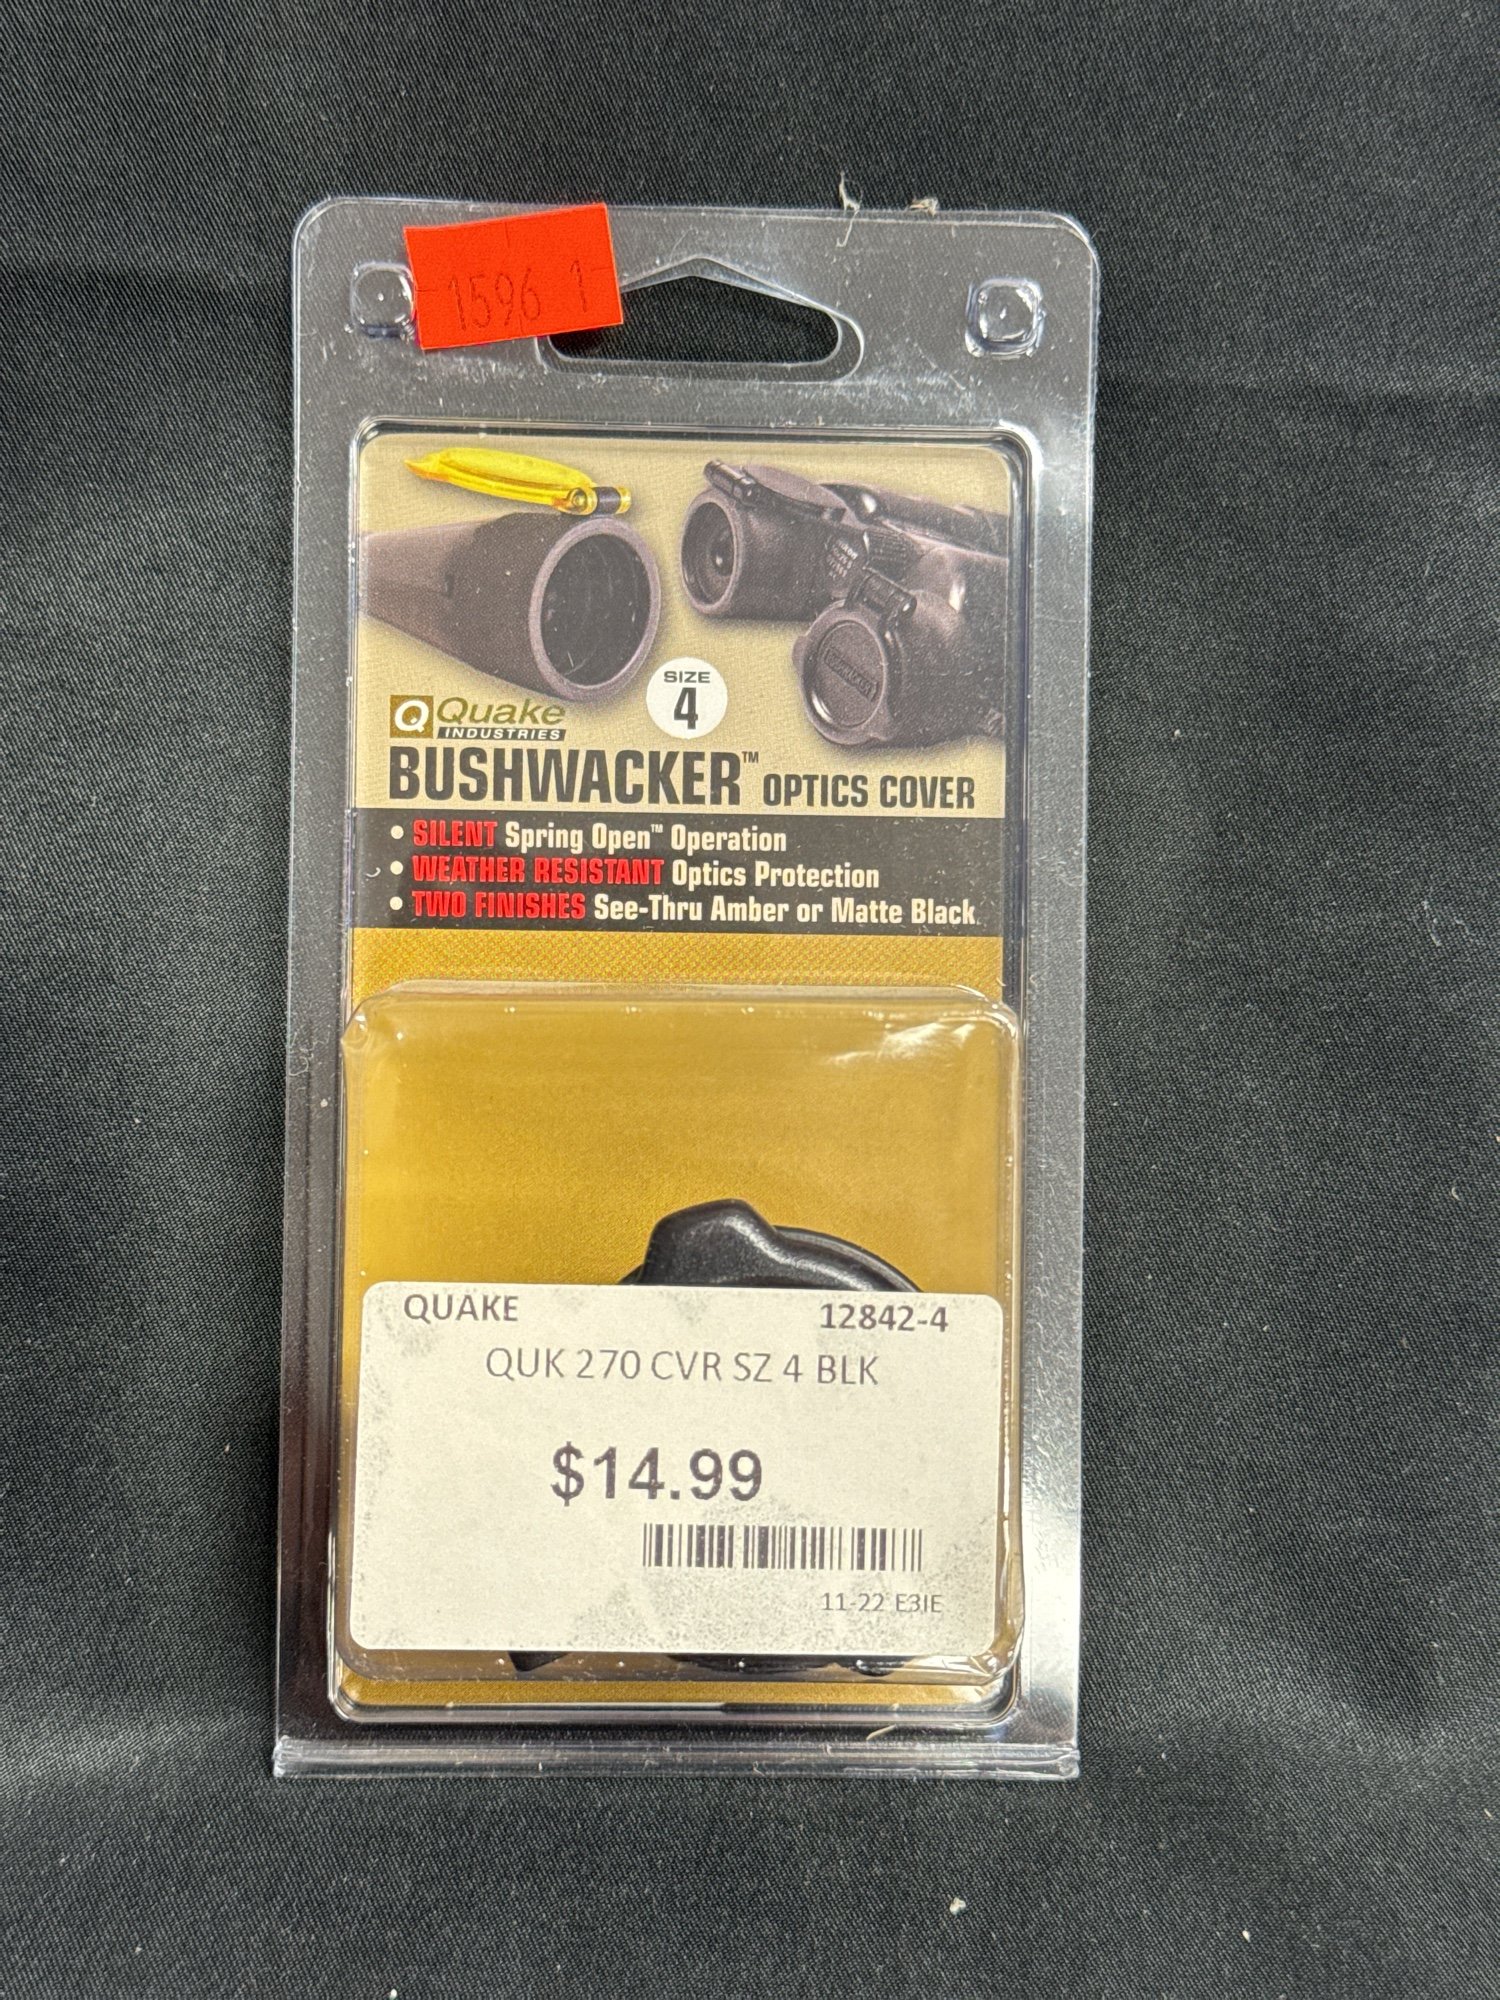 1596 1
SIZE
4
Q Quake
INDUSTRIES
BUSHWACKER™ OPTICS COVER
• SILENT Spring Open™ Operation
• WEATHER RESISTANT Optics Protection
• TWO FINISHES See-Thru Amber or Matte Black
QUAKE 12842-4
QUK 270 CVR SZ 4 BLK
$14.99
11-22 E3IE